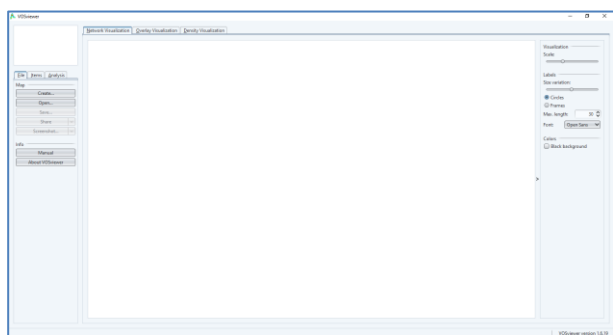 VOSviewer
Network Visualization Overlay Visualization Density Visualization
File Items Analysis
Map
Create...
Open...
Save...
Share
Screenshot...
Info
Manual
About VOSviewer
Visualization
Scale:
Labels
Size variation:
Circles
Frames
Max. length: 30
Font: Open Sans
Colors
Black background
>
VOSviewer version 1.6.19